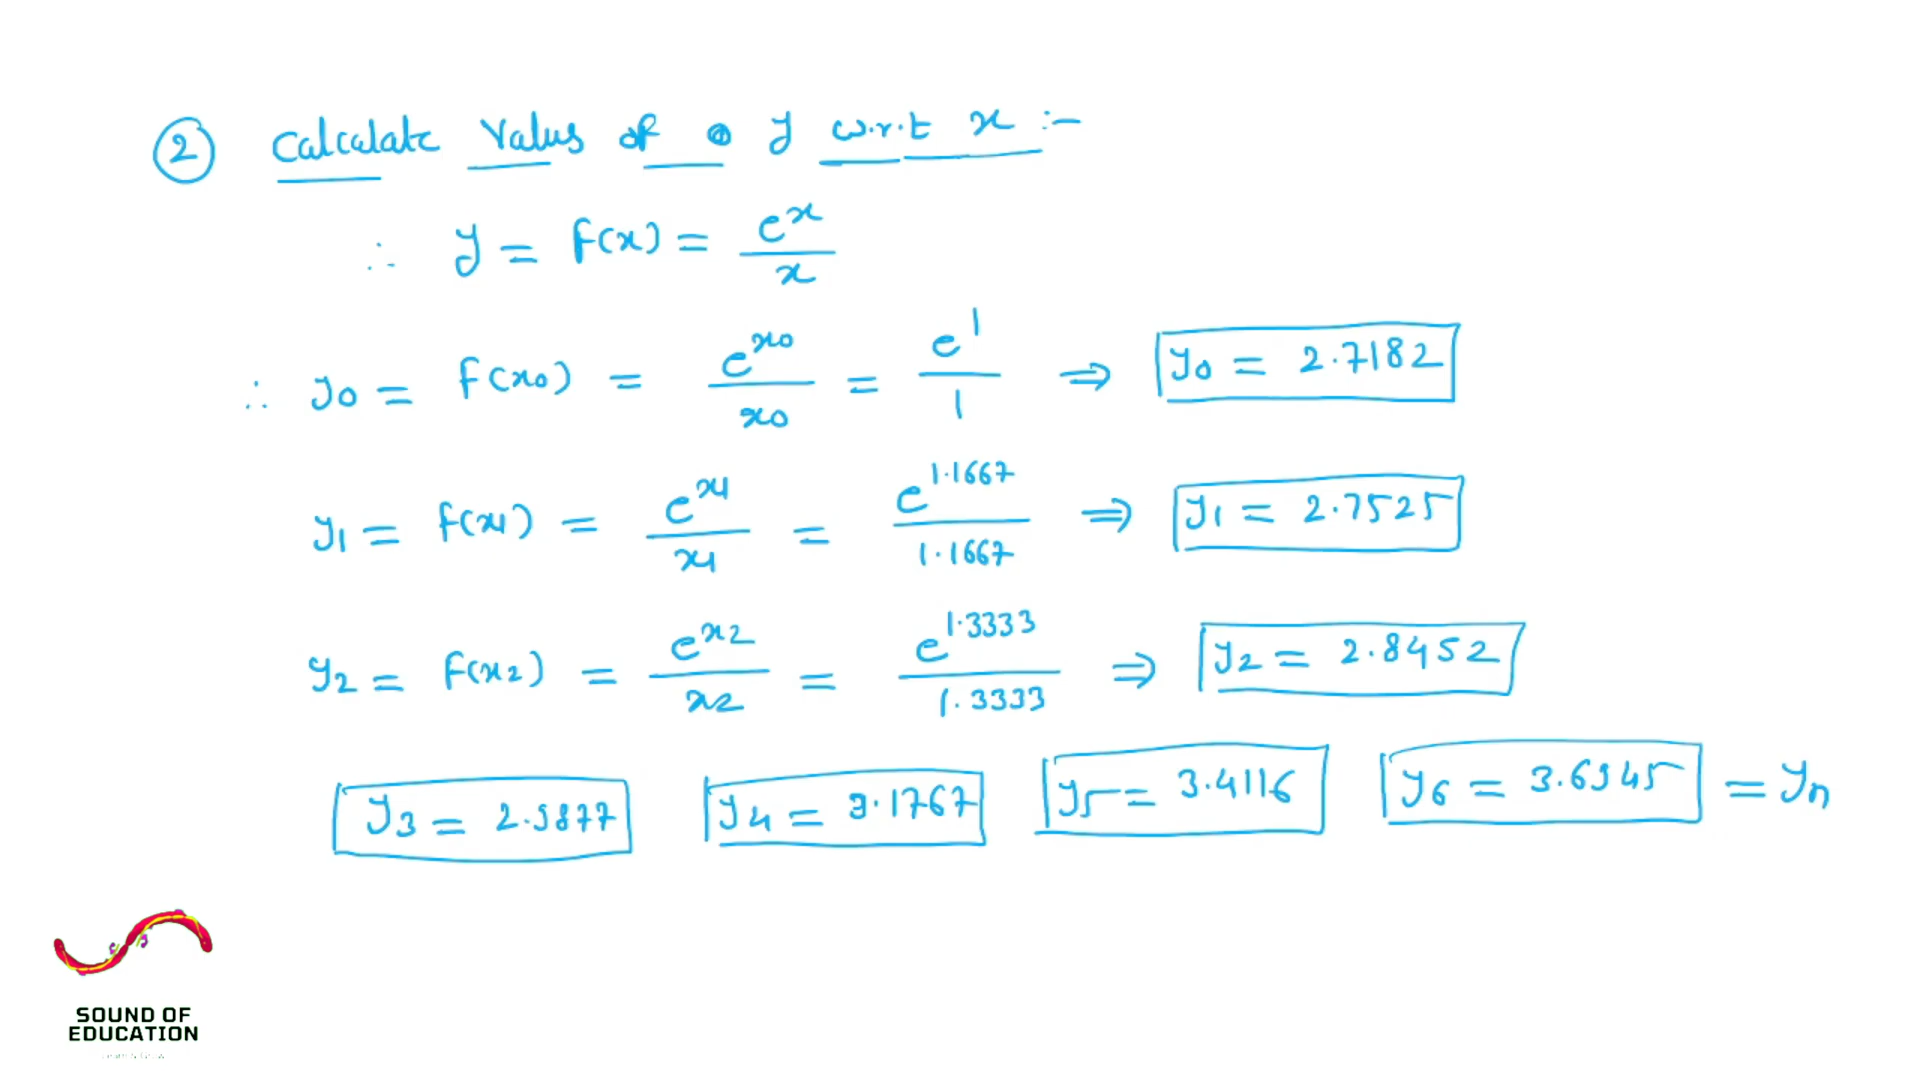 ② Calculate Values of y w.r.t x :-
∴ y = f(x) = e^x / x
∴ y0 = f(x0) = e^x0 / x0 = e^1 / 1 ⇒ y0 = 2.7182
y1 = f(x1) = e^x1 / x1 = e^1.1667 / 1.1667 ⇒ y1 = 2.7525
y2 = f(x2) = e^x2 / x2 = e^1.3333 / 1.3333 ⇒ y2 = 2.8452
y3 = 2.9877 y4 = 3.1767 y5 = 3.4116 y6 = 3.6945 = yn
SOUND OF
EDUCATION